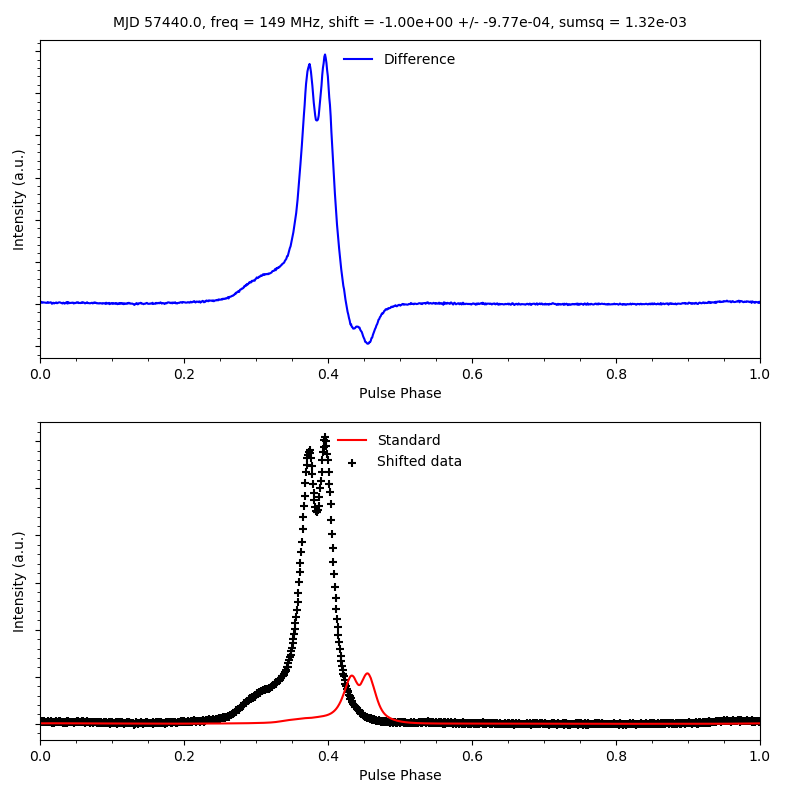 MJD 57440.0, freq = 149 MHz, shift = -1.00e+00 +/- -9.77e-04, sumsq = 1.32e-03
Difference
Intensity (a.u.)
0.0 0.2 0.4 0.6 0.8 1.0
Pulse Phase
Standard
Shifted data
Intensity (a.u.)
0.0 0.2 0.4 0.6 0.8 1.0
Pulse Phase